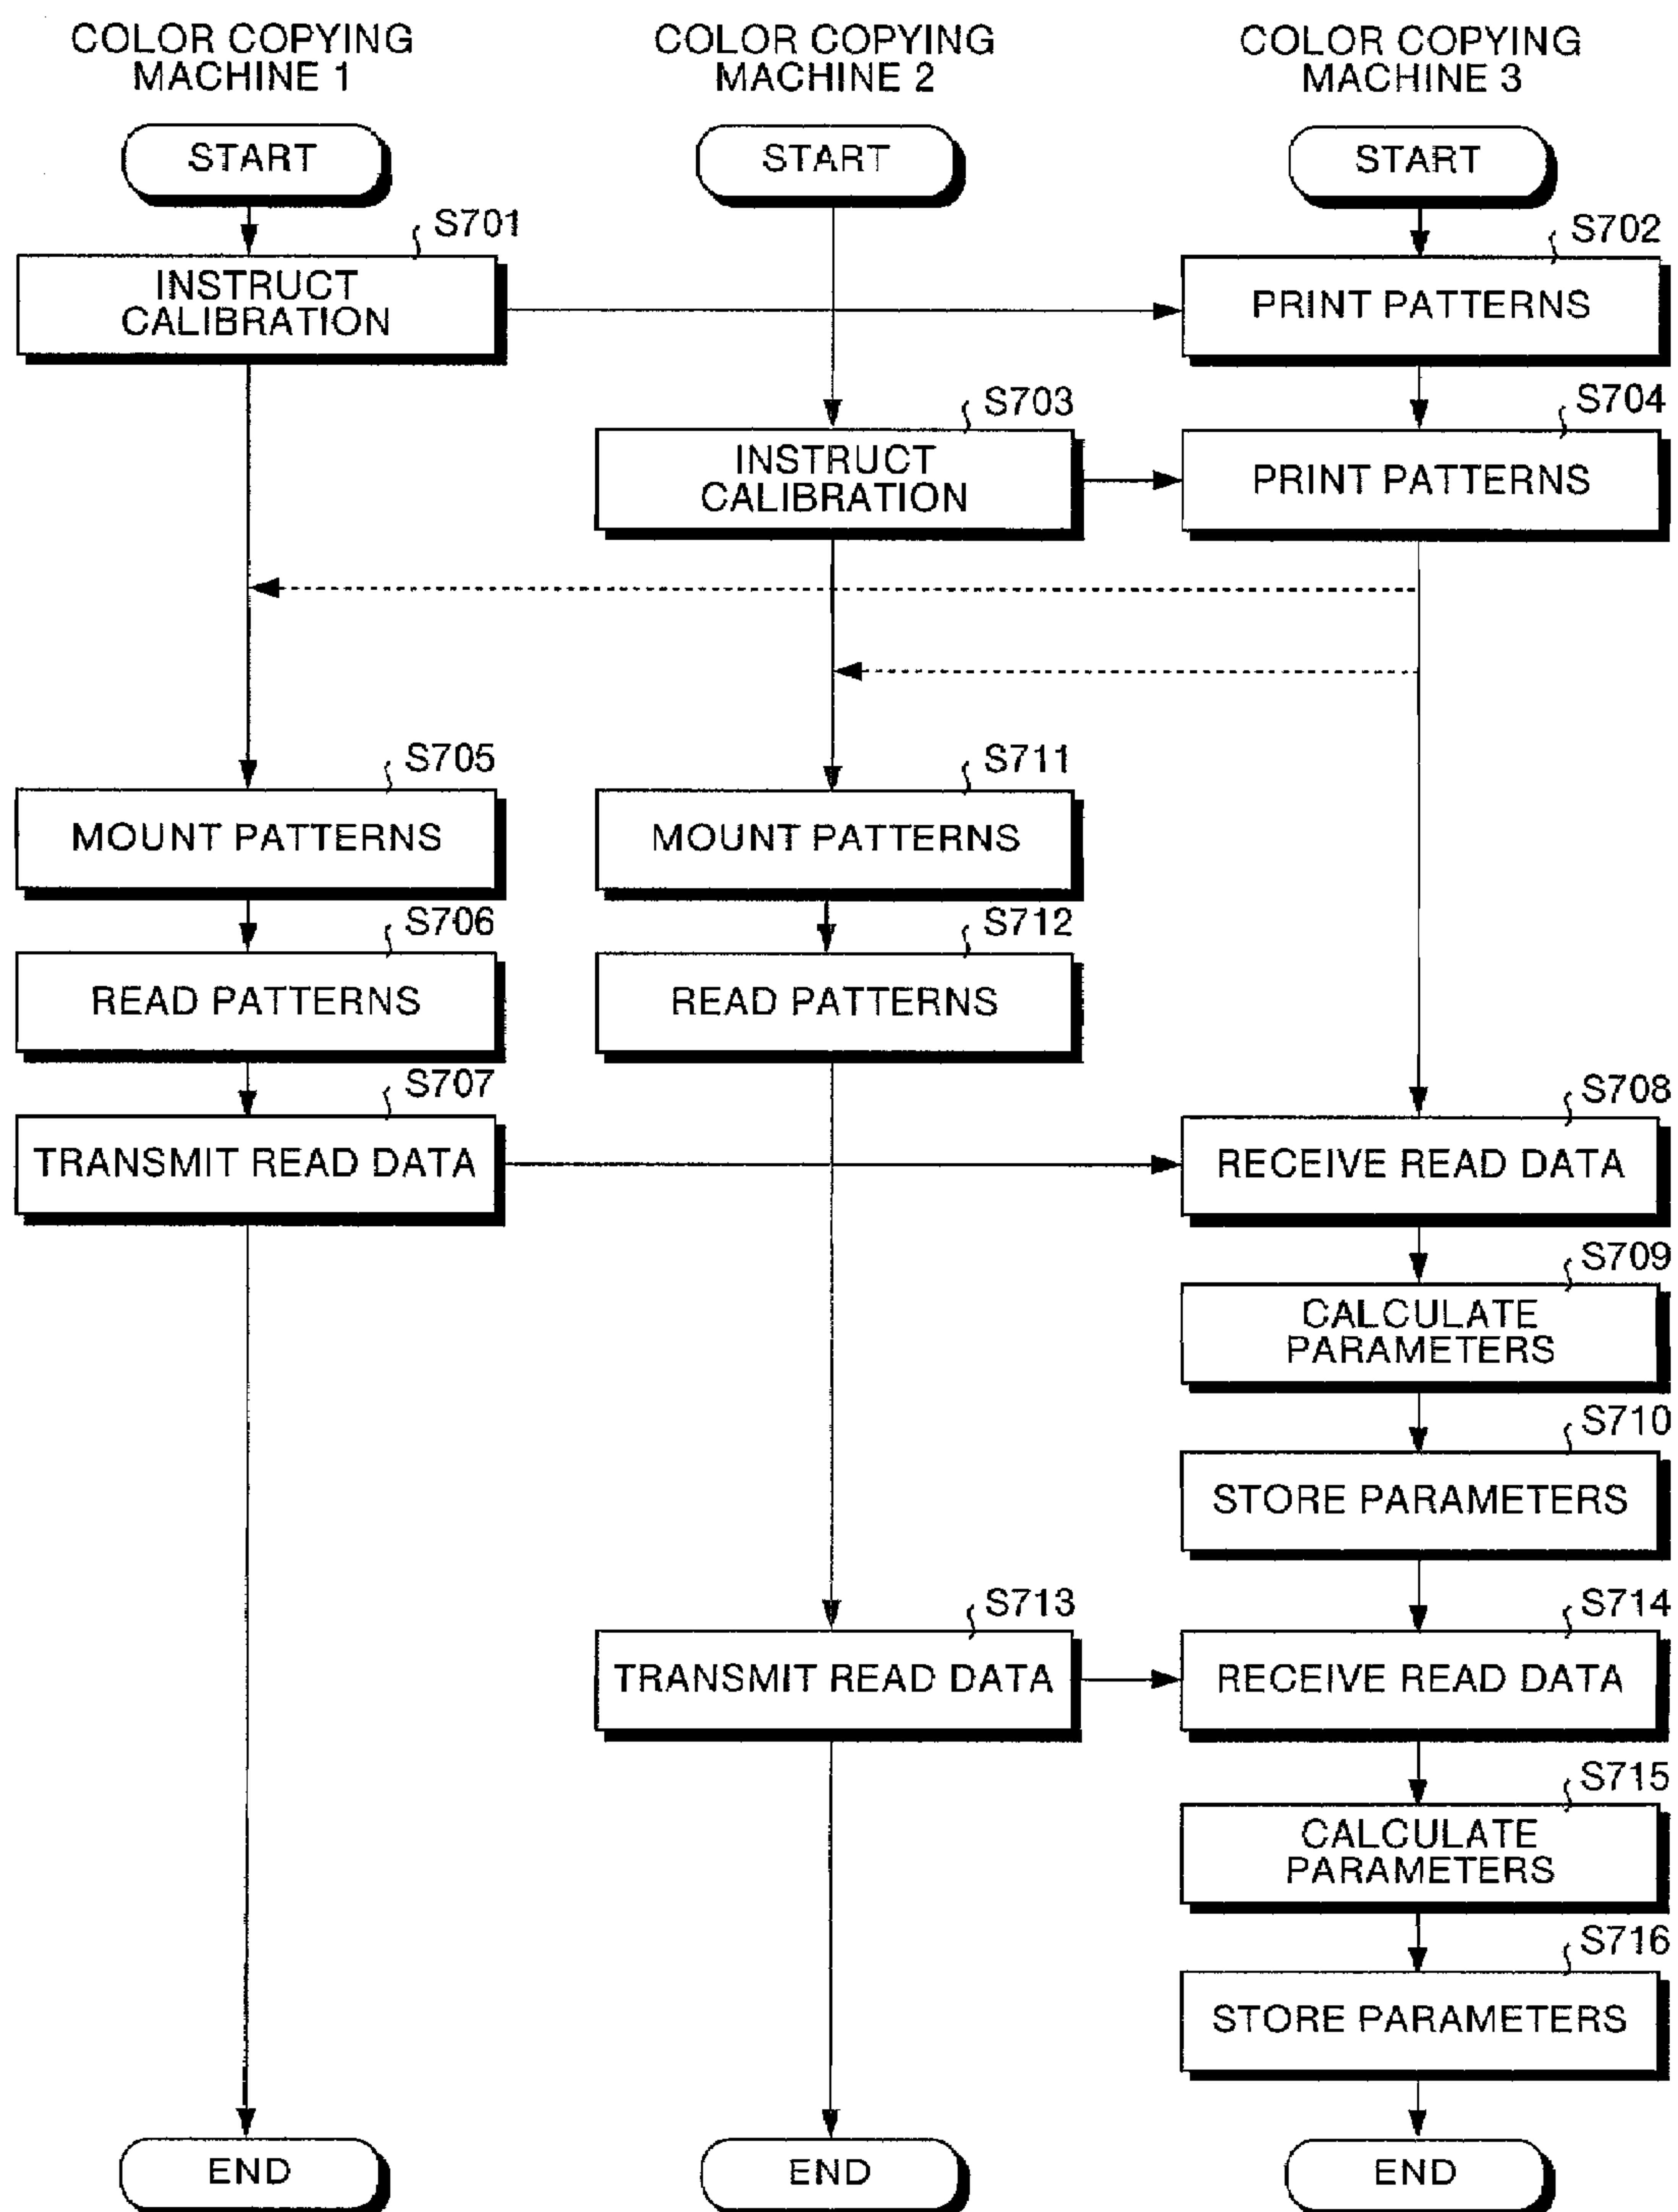 COLOR COPYING
MACHINE 1
COLOR COPYING
MACHINE 2
COLOR COPYING
MACHINE 3
START
START
START
S701
INSTRUCT
CALIBRATION
S702
PRINT PATTERNS
S703
INSTRUCT
CALIBRATION
S704
PRINT PATTERNS
S705
MOUNT PATTERNS
S711
MOUNT PATTERNS
S706
READ PATTERNS
S712
READ PATTERNS
S707
TRANSMIT READ DATA
S708
RECEIVE READ DATA
S709
CALCULATE
PARAMETERS
S710
STORE PARAMETERS
S713
TRANSMIT READ DATA
S714
RECEIVE READ DATA
S715
CALCULATE
PARAMETERS
S716
STORE PARAMETERS
END
END
END